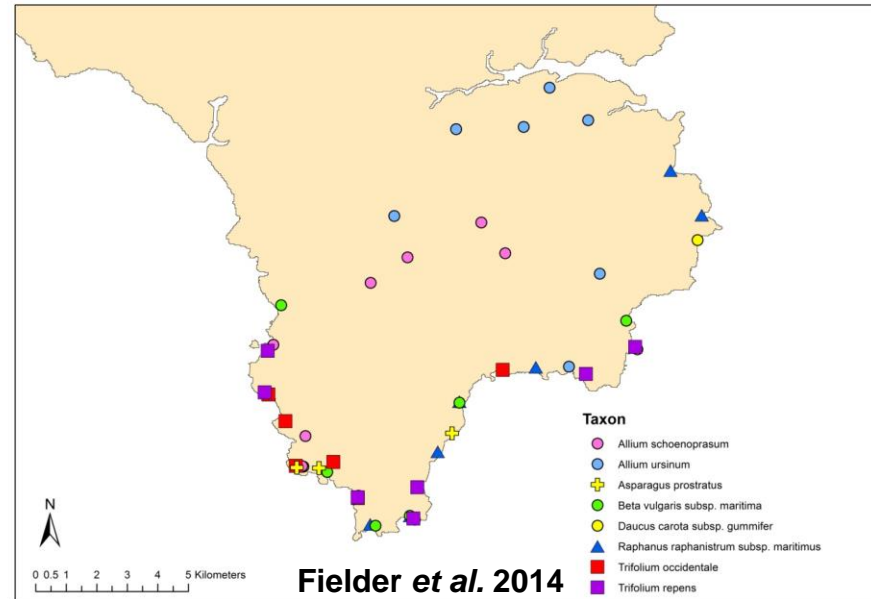 Taxon
Allium schoenoprasum
Allium ursinum
Asparagus prostratus
Beta vulgaris subsp. maritima
Daucus carota subsp. gummifer
Raphanus raphanistrum subsp. maritimus
Trifolium occidentale
Trifolium repens
N
0 0.5 1 2 3 4 5 Kilometers
Fielder et al. 2014